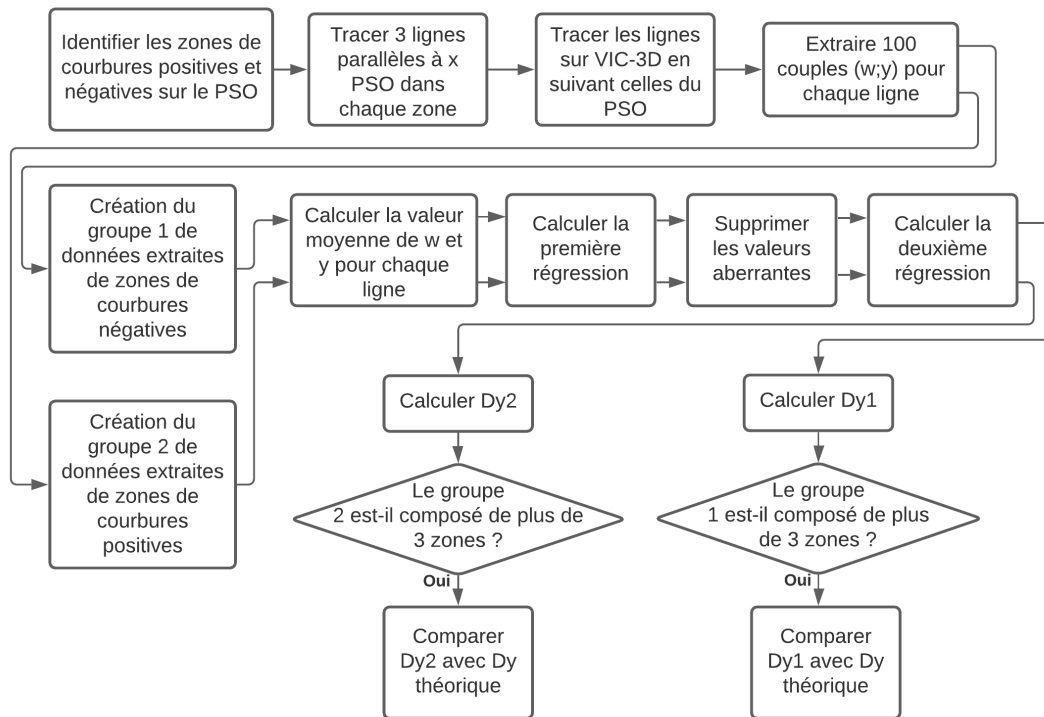 Identifier les zones de
courbures positives et
négatives sur le PSO
Tracer 3 lignes
parallèles à x
PSO dans
chaque zone
Tracer les lignes
sur VIC-3D en
suivant celles du
PSO
Extraire 100
couples (w;y) pour
chaque ligne
Création du
groupe 1 de
données extraites
de zones de
courbures
négatives
Calculer la valeur
moyenne de w et
y pour chaque
ligne
Calculer la
première
régression
Supprimer
les valeurs
aberrantes
Calculer la
deuxième
régression
Création du
groupe 2 de
données extraites
de zones de
courbures
positives
Calculer Dy2
Calculer Dy1
Le groupe
2 est-il composé de plus de
3 zones ?
Le groupe
1 est-il composé de plus
de 3 zones ?
Oui
Oui
Comparer
Dy2 avec Dy
théorique
Comparer
Dy1 avec Dy
théorique